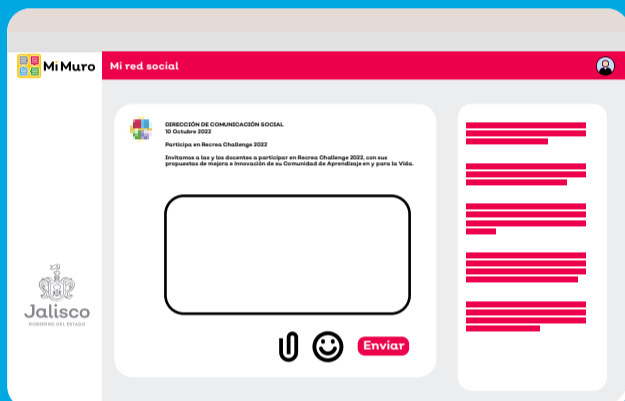 Mi Muro
Mi red social
DIRECCIÓN DE COMUNICACIÓN SOCIAL
10 Octubre 2022
Participa en Recrea Challenge 2022
Invitamos a las y los docentes a participar en Recrea Challenge 2022, con sus
propuestas de mejora e innovación de su Comunidad de Aprendizaje en y para la Vida.
Enviar
Jalisco
GOBIERNO DEL ESTADO